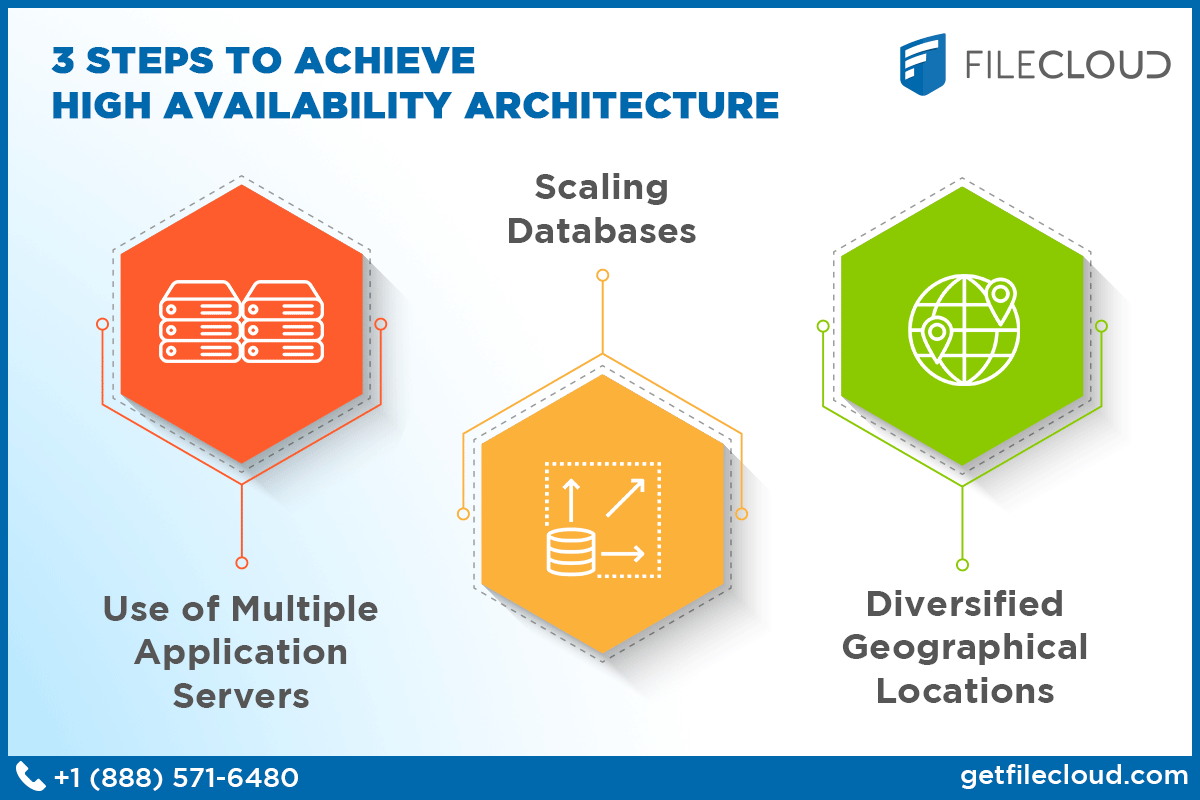 3 STEPS TO ACHIEVE
HIGH AVAILABILITY ARCHITECTURE
FILECLOUD
Use of Multiple
Application
Servers
Scaling
Databases
Diversified
Geographical
Locations
+1 (888) 571-6480
getfilecloud.com